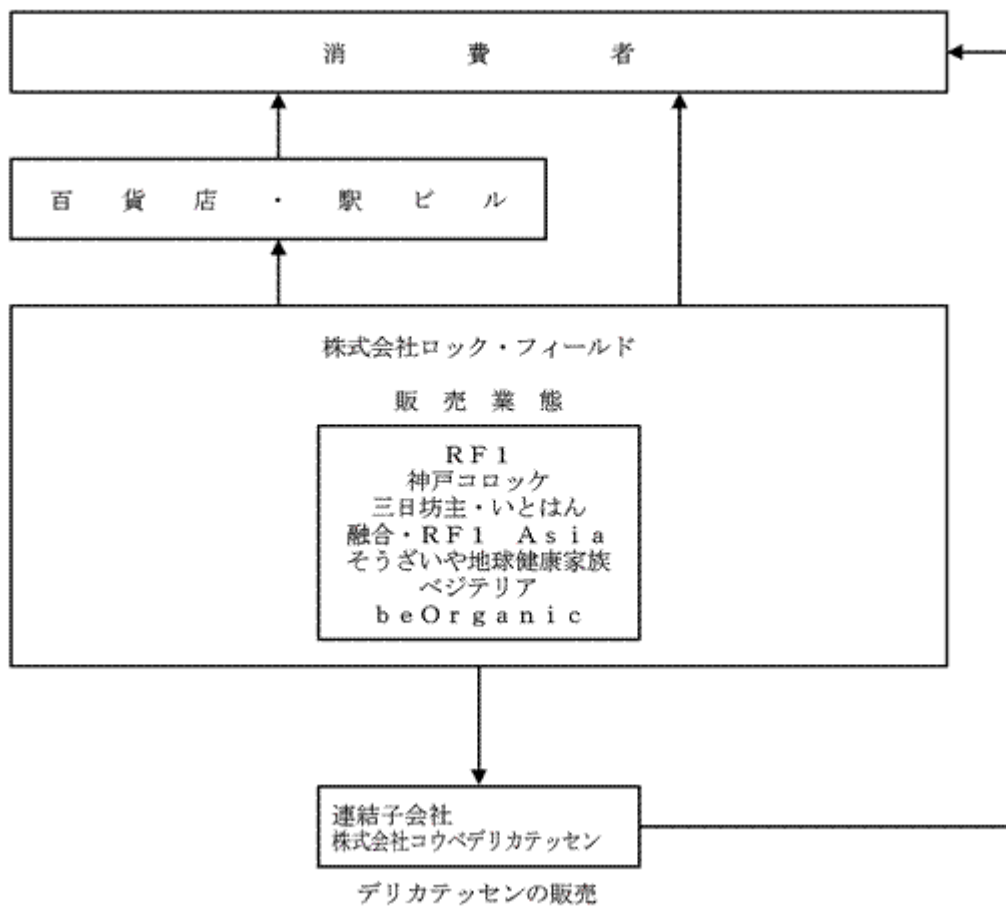 消費者
百貨店・駅ビル
株式会社ロック・フィールド
販売業態
RF1
神戸コロッケ
三日坊主・いとはん
融合・RF1 Asia
そうざいや地球健康家族
ベジテリア
beOrganic
連結子会社
株式会社コウベデリカテッセン
デリカテッセンの販売